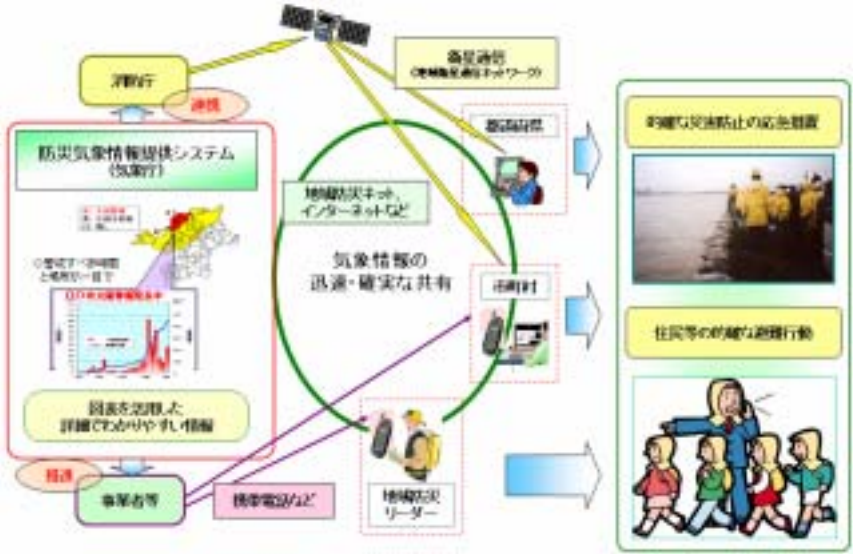 消防庁
連携
衛星通信
（地域衛星通信ネットワーク）
防災気象情報提供システム
（気象庁）
都道府県
的確な災害防止の応急措置
地域防災ネット、
インターネットなど
気象情報の
迅速・確実な共有
市町村
住民等の的確な避難行動
図表を活用した
詳細でわかりやすい情報
推進
事業者等
携帯電話など
地域防災
リーダー